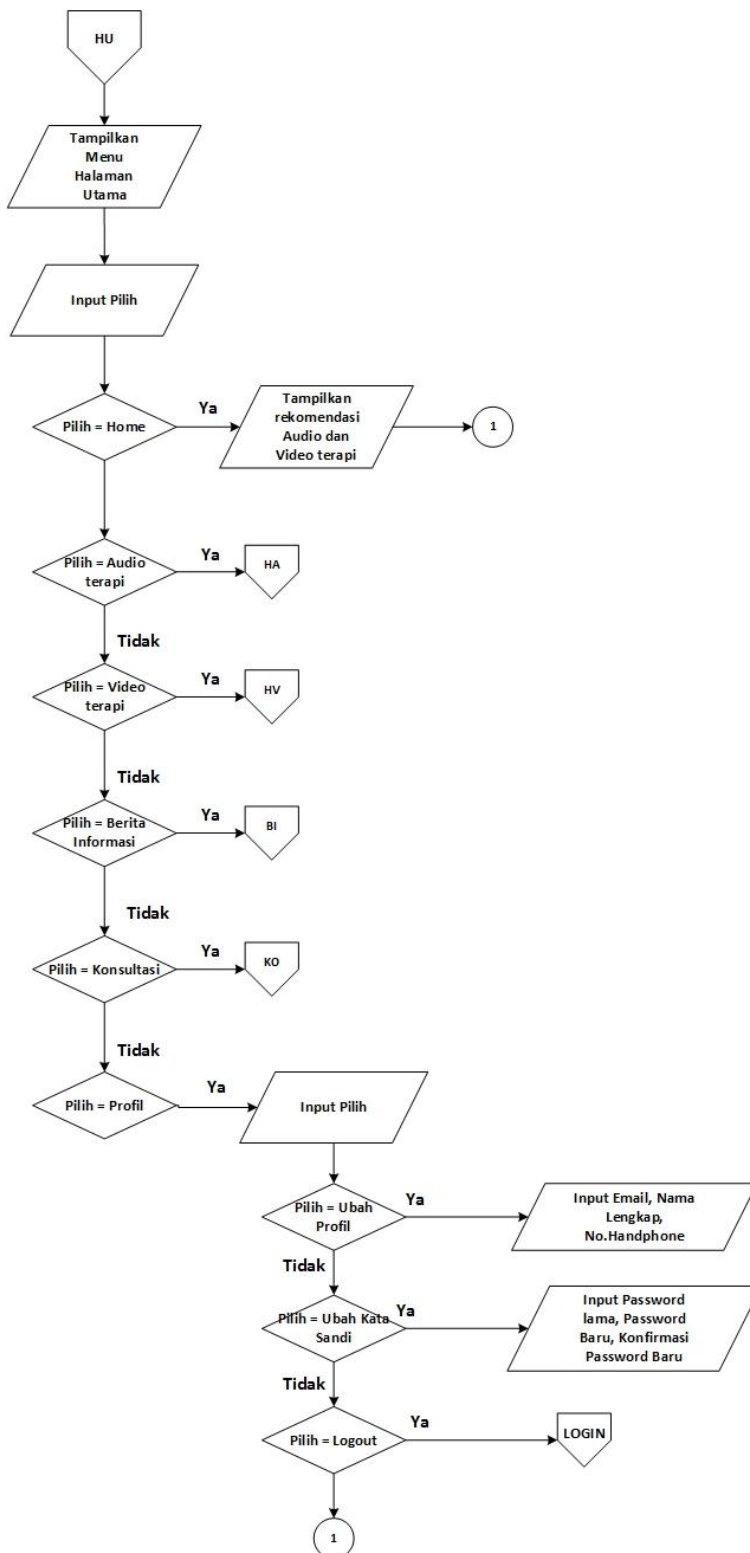 HU
Tampilkan
Menu
Halaman
Utama
Input Pilih
Pilih = Home
Ya
Tampilkan
rekomendasi
Audio dan
Video terapi
1
Pilih = Audio
terapi
Ya
HA
Tidak
Pilih = Video
terapi
Ya
HV
Tidak
Pilih = Berita
Informasi
Ya
BI
Tidak
Pilih = Konsultasi
Ya
KO
Tidak
Pilih = Profil
Ya
Input Pilih
Pilih = Ubah
Profil
Ya
Input Email, Nama
Lengkap,
No.Handphone
Tidak
Pilih = Ubah Kata
Sandi
Ya
Input Password
lama, Password
Baru, Konfirmasi
Password Baru
Tidak
Pilih = Logout
Ya
LOGIN
1